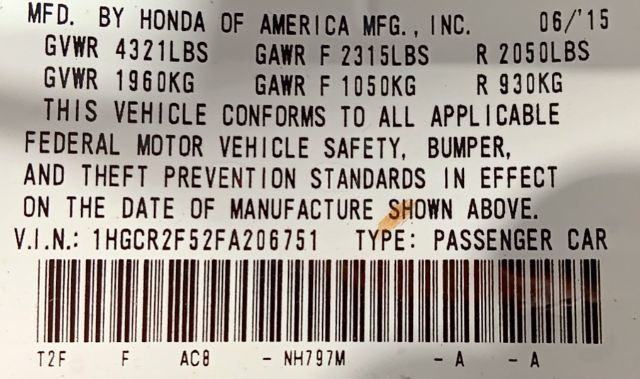 MFD. BY HONDA OF AMERICA MFG., INC. 06/'15
GVWR 4321LBS GAWR F 2315LBS R 2050LBS
GVWR 1960KG GAWR F 1050KG R 930KG
THIS VEHICLE CONFORMS TO ALL APPLICABLE
FEDERAL MOTOR VEHICLE SAFETY, BUMPER,
AND THEFT PREVENTION STANDARDS IN EFFECT
ON THE DATE OF MANUFACTURE SHOWN ABOVE.
V.I.N.: 1HGCR2F52FA206751 TYPE: PASSENGER CAR
T2F F AC8 - NH797M - A - A